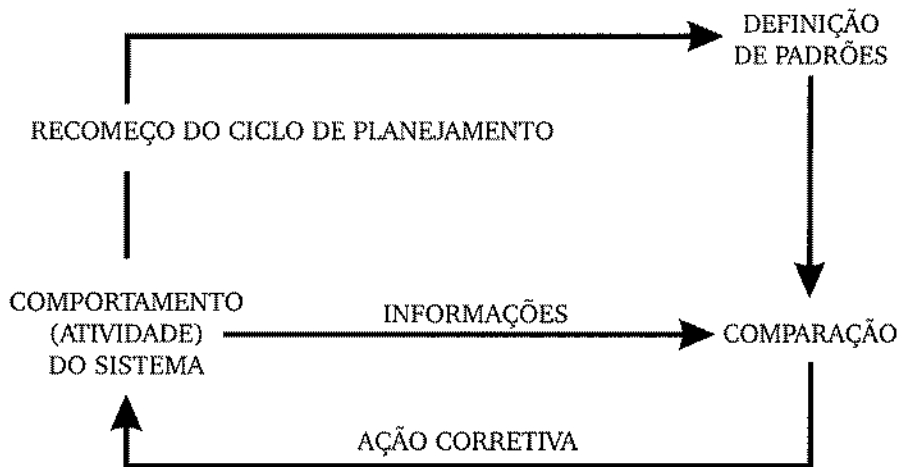 DEFINIÇÃO
DE PADRÕES
RECOMEÇO DO CICLO DE PLANEJAMENTO
COMPORTAMENTO
(ATIVIDADE)
DO SISTEMA
INFORMAÇÕES
COMPARAÇÃO
AÇÃO CORRETIVA